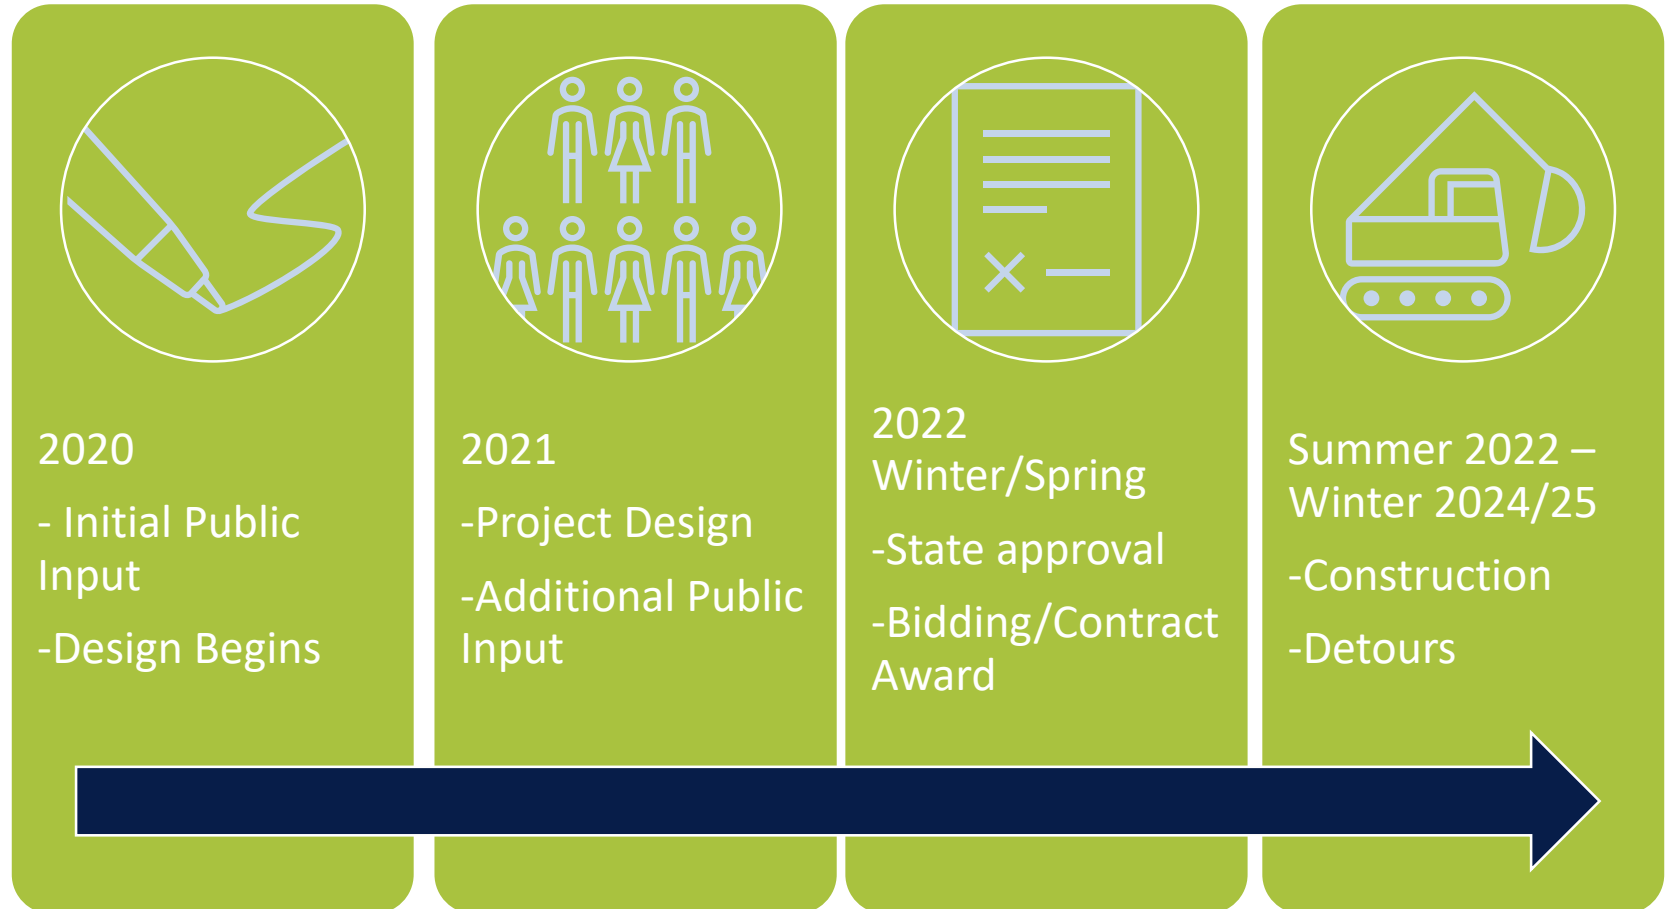 2020
- Initial Public
Input
-Design Begins
2021
-Project Design
-Additional Public
Input
2022
Winter/Spring
-State approval
-Bidding/Contract
Award
Summer 2022 –
Winter 2024/25
-Construction
-Detours